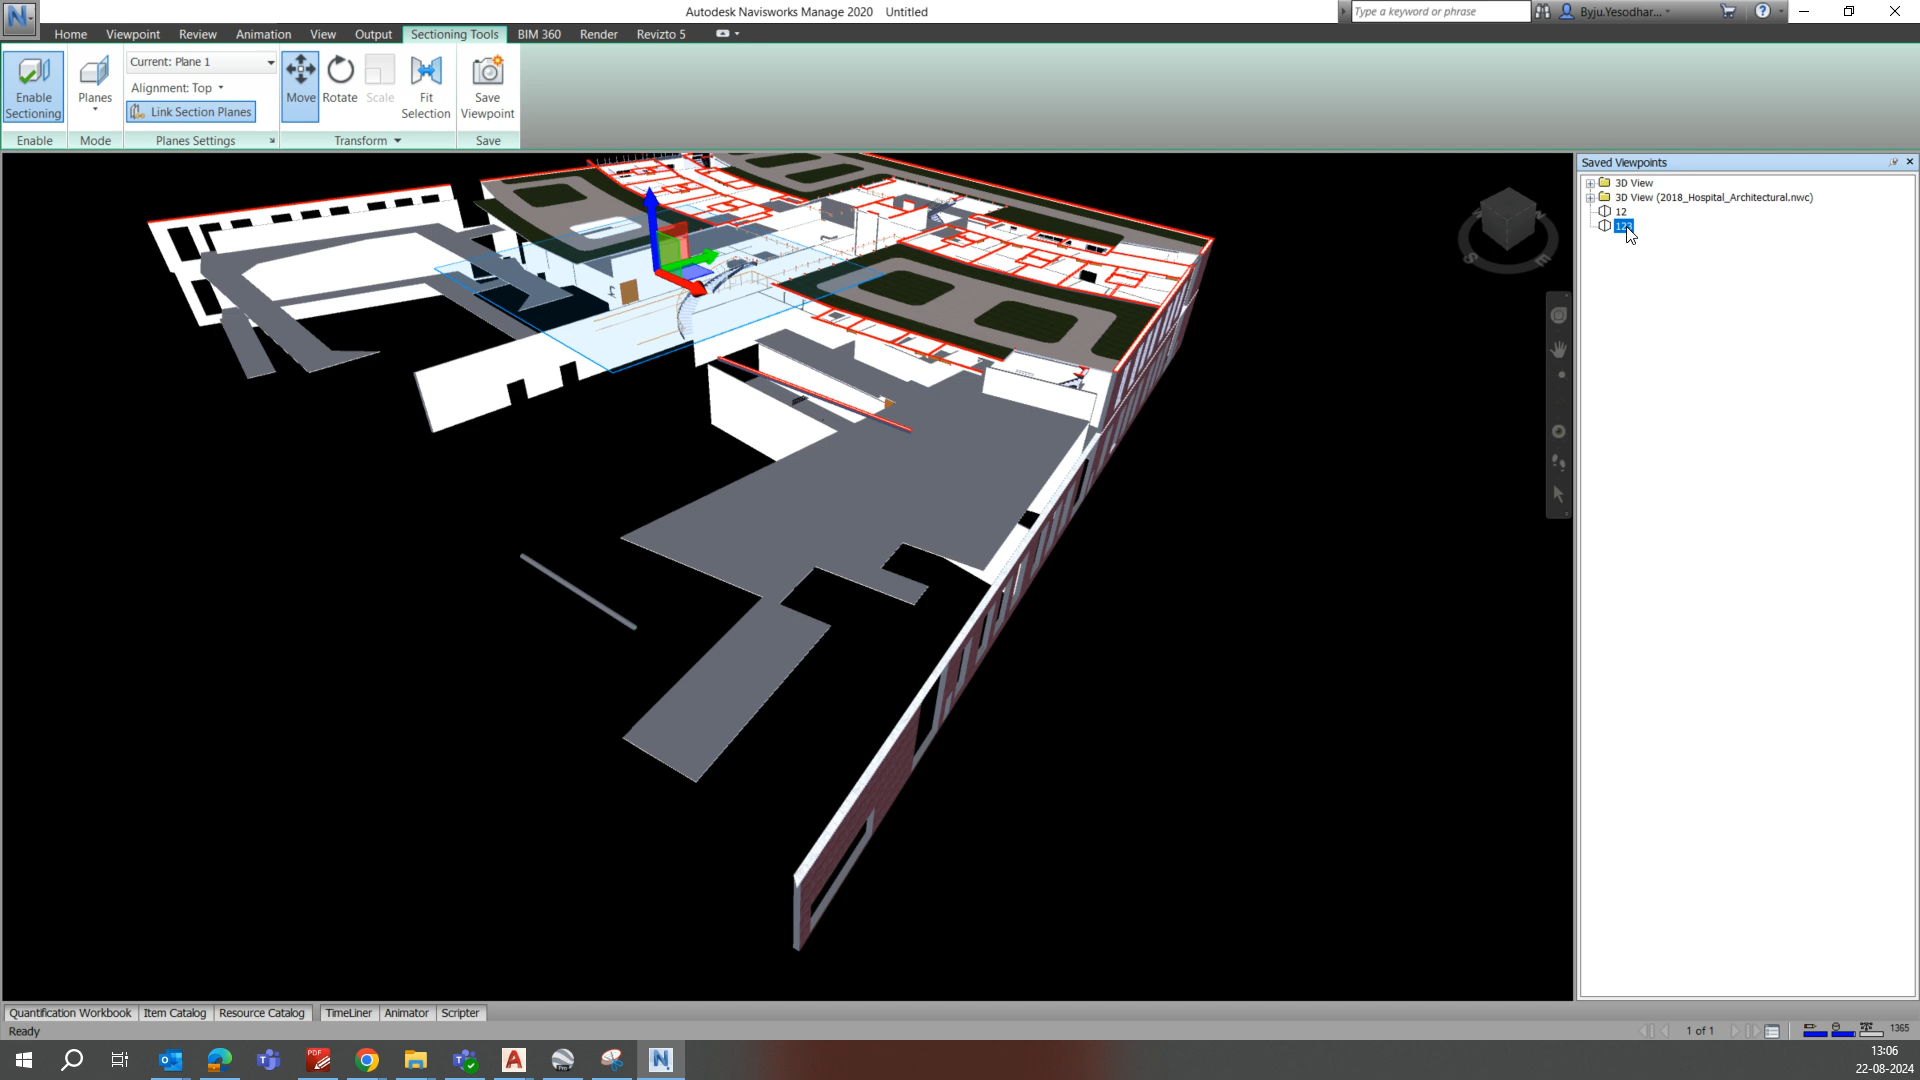 Autodesk Navisworks Manage 2020 Untitled
Type a keyword or phrase
Byju.Yesodhar...
Home Viewpoint Review Animation View Output Sectioning Tools BIM 360 Render Revizto 5
Enable Sectioning
Planes
Current: Plane 1
Alignment: Top
Link Section Planes
Move
Rotate
Scale
Fit Selection
Save Viewpoint
Enable Mode Planes Settings Transform Save
Saved Viewpoints
3D View
3D View (2018_Hospital_Architectural.nwc)
12
123
S
E
Quantification Workbook Item Catalog Resource Catalog TimeLiner Animator Scripter
Ready
1 of 1
1365
13:06
22-08-2024